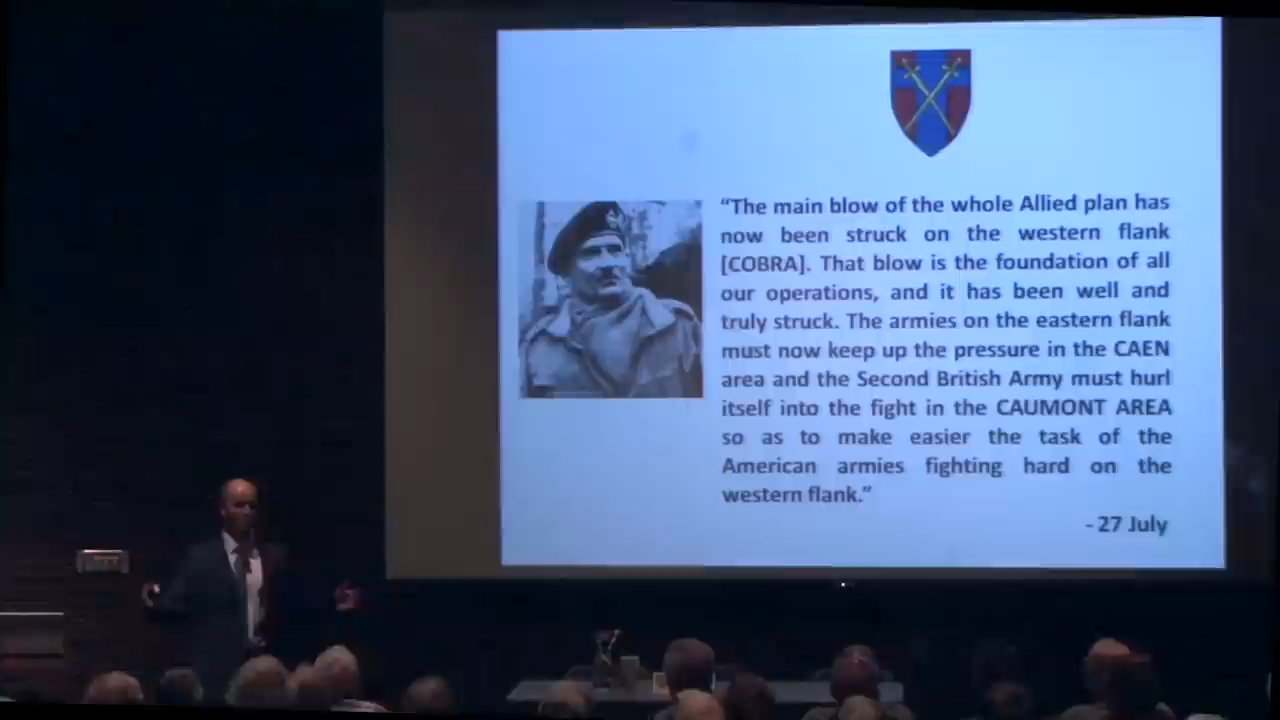 “The main blow of the whole Allied plan has
now been struck on the western flank
[COBRA]. That blow is the foundation of all
our operations, and it has been well and
truly struck. The armies on the eastern flank
must now keep up the pressure in the CAEN
area and the Second British Army must hurl
itself into the fight in the CAUMONT AREA
so as to make easier the task of the
American armies fighting hard on the
western flank.”
- 27 July